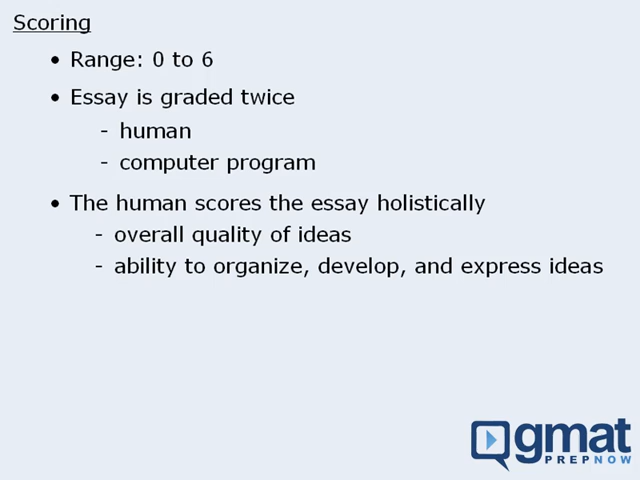 Scoring
• Range: 0 to 6
• Essay is graded twice
- human
- computer program
• The human scores the essay holistically
- overall quality of ideas
- ability to organize, develop, and express ideas
gmat
PREPNOW